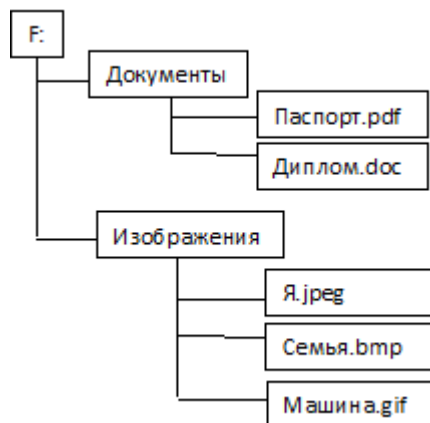 F:
Документы
Паспорт.pdf
Диплом.doc
Изображения
Я.jpeg
Семья.bmp
Машина.gif